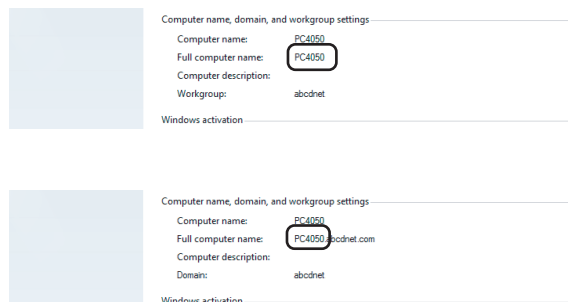 Computer name, domain, and workgroup settings
Computer name: PC4050
Full computer name: PC4050
Computer description:
Workgroup: abcdnet
Windows activation
Computer name, domain, and workgroup settings
Computer name: PC4050
Full computer name: PC4050.abcdnet.com
Computer description:
Domain: abcdnet
Windows activation